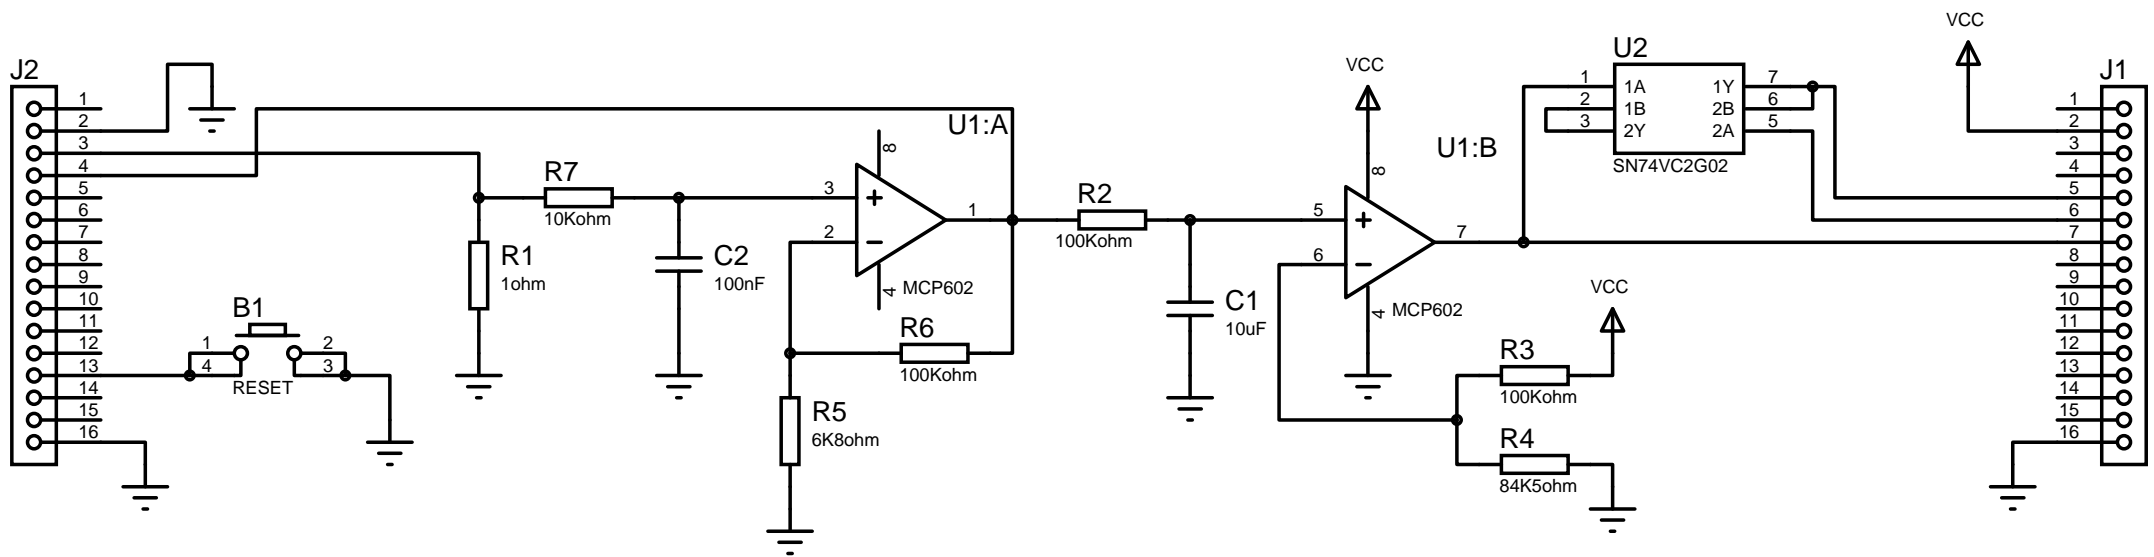 J2
1
2
3
4
5
6
7
8
9
10
11
12
13
14
15
16
B1
1
4
2
3
RESET
R1
1ohm
R7
10Kohm
C2
100nF
U1:A
3
2
8
4
1
+
−
MCP602
R6
100Kohm
R5
6K8ohm
R2
100Kohm
C1
10uF
VCC
U1:B
5
6
8
4
7
+
−
MCP602
VCC
R3
100Kohm
R4
84K5ohm
U2
1 1A 1Y 7
2 1B 2B 6
3 2Y 2A 5
SN74VC2G02
VCC
J1
1
2
3
4
5
6
7
8
9
10
11
12
13
14
15
16